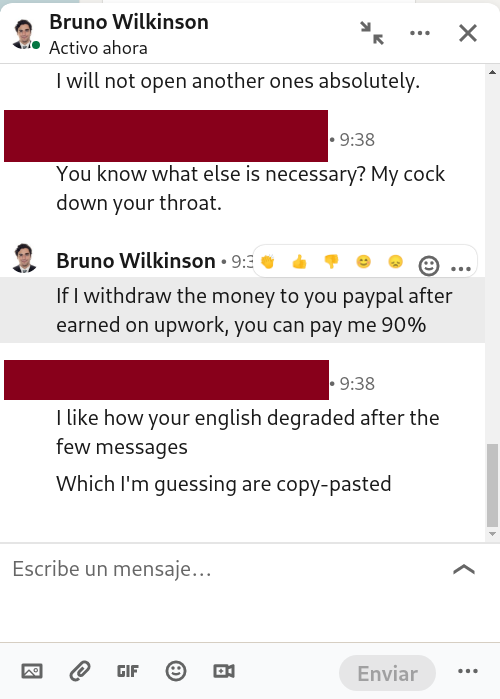 Bruno Wilkinson
Activo ahora
I will not open another ones absolutely.
• 9:38
You know what else is necessary? My cock
down your throat.
Bruno Wilkinson • 9:3
If I withdraw the money to you paypal after
earned on upwork, you can pay me 90%
• 9:38
I like how your english degraded after the
few messages
Which I'm guessing are copy-pasted
Escribe un mensaje...
GIF
Enviar